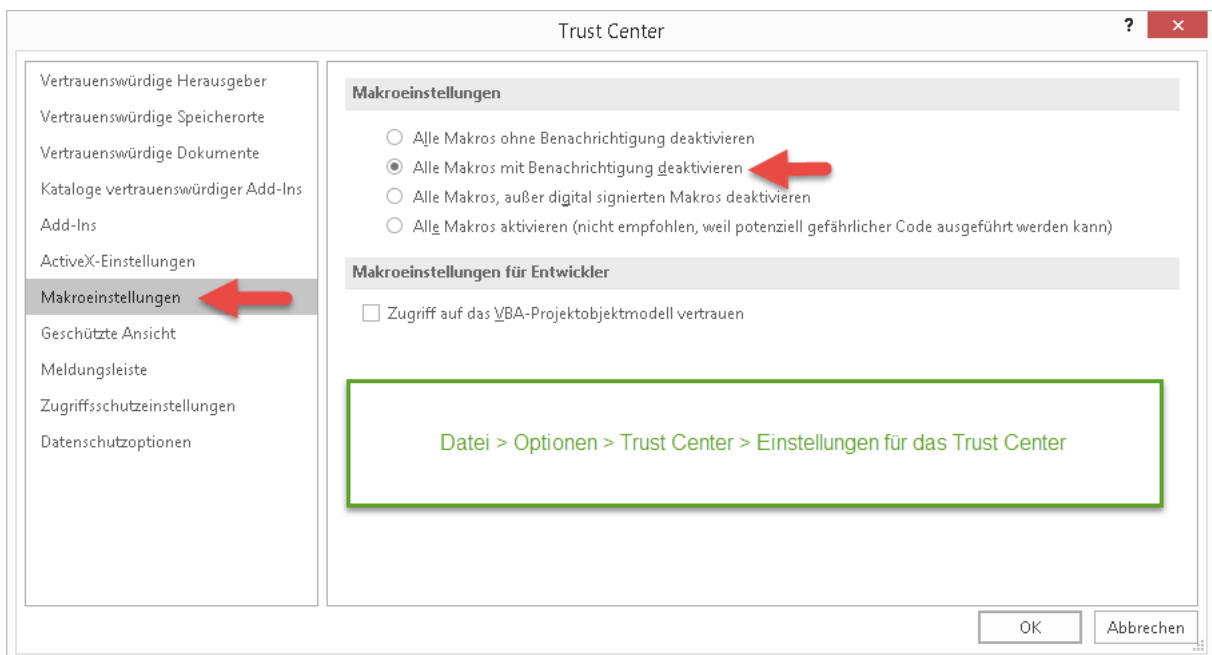 Trust Center
?
Vertrauenswürdige Herausgeber
Vertrauenswürdige Speicherorte
Vertrauenswürdige Dokumente
Kataloge vertrauenswürdiger Add-Ins
Add-Ins
ActiveX-Einstellungen
Makroeinstellungen
Geschützte Ansicht
Meldungsleiste
Zugriffsschutzeinstellungen
Datenschutzoptionen
Makroeinstellungen
Alle Makros ohne Benachrichtigung deaktivieren
Alle Makros mit Benachrichtigung deaktivieren
Alle Makros, außer digital signierten Makros deaktivieren
Alle Makros aktivieren (nicht empfohlen, weil potenziell gefährlicher Code ausgeführt werden kann)
Makroeinstellungen für Entwickler
Zugriff auf das VBA-Projektobjektmodell vertrauen
Datei > Optionen > Trust Center > Einstellungen für das Trust Center
OK
Abbrechen